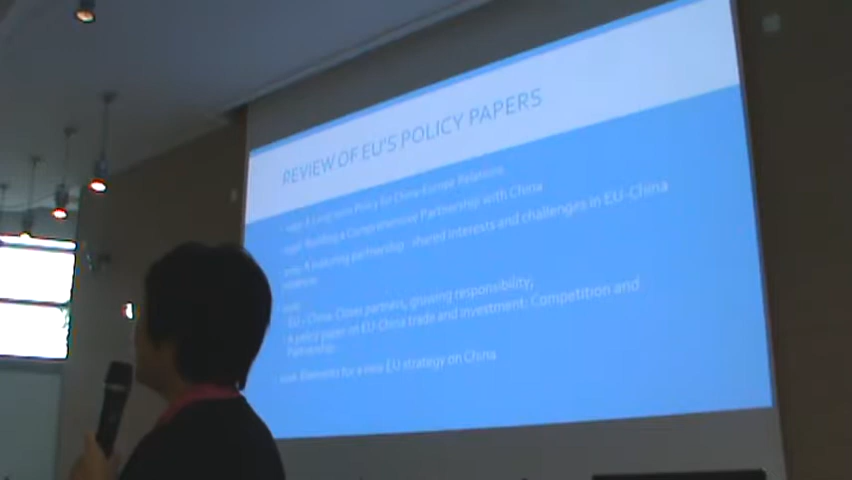 REVIEW OF EU'S POLICY PAPERS
A Long term Policy for China-Europe Relations
Building a Comprehensive Partnership with China
A maturing partnership - shared interests and challenges in EU-China
relations
EU - China: Closer partners, growing responsibility;
A policy paper on EU-China trade and investment: Competition and
Partnership
Elements for a new EU strategy on China